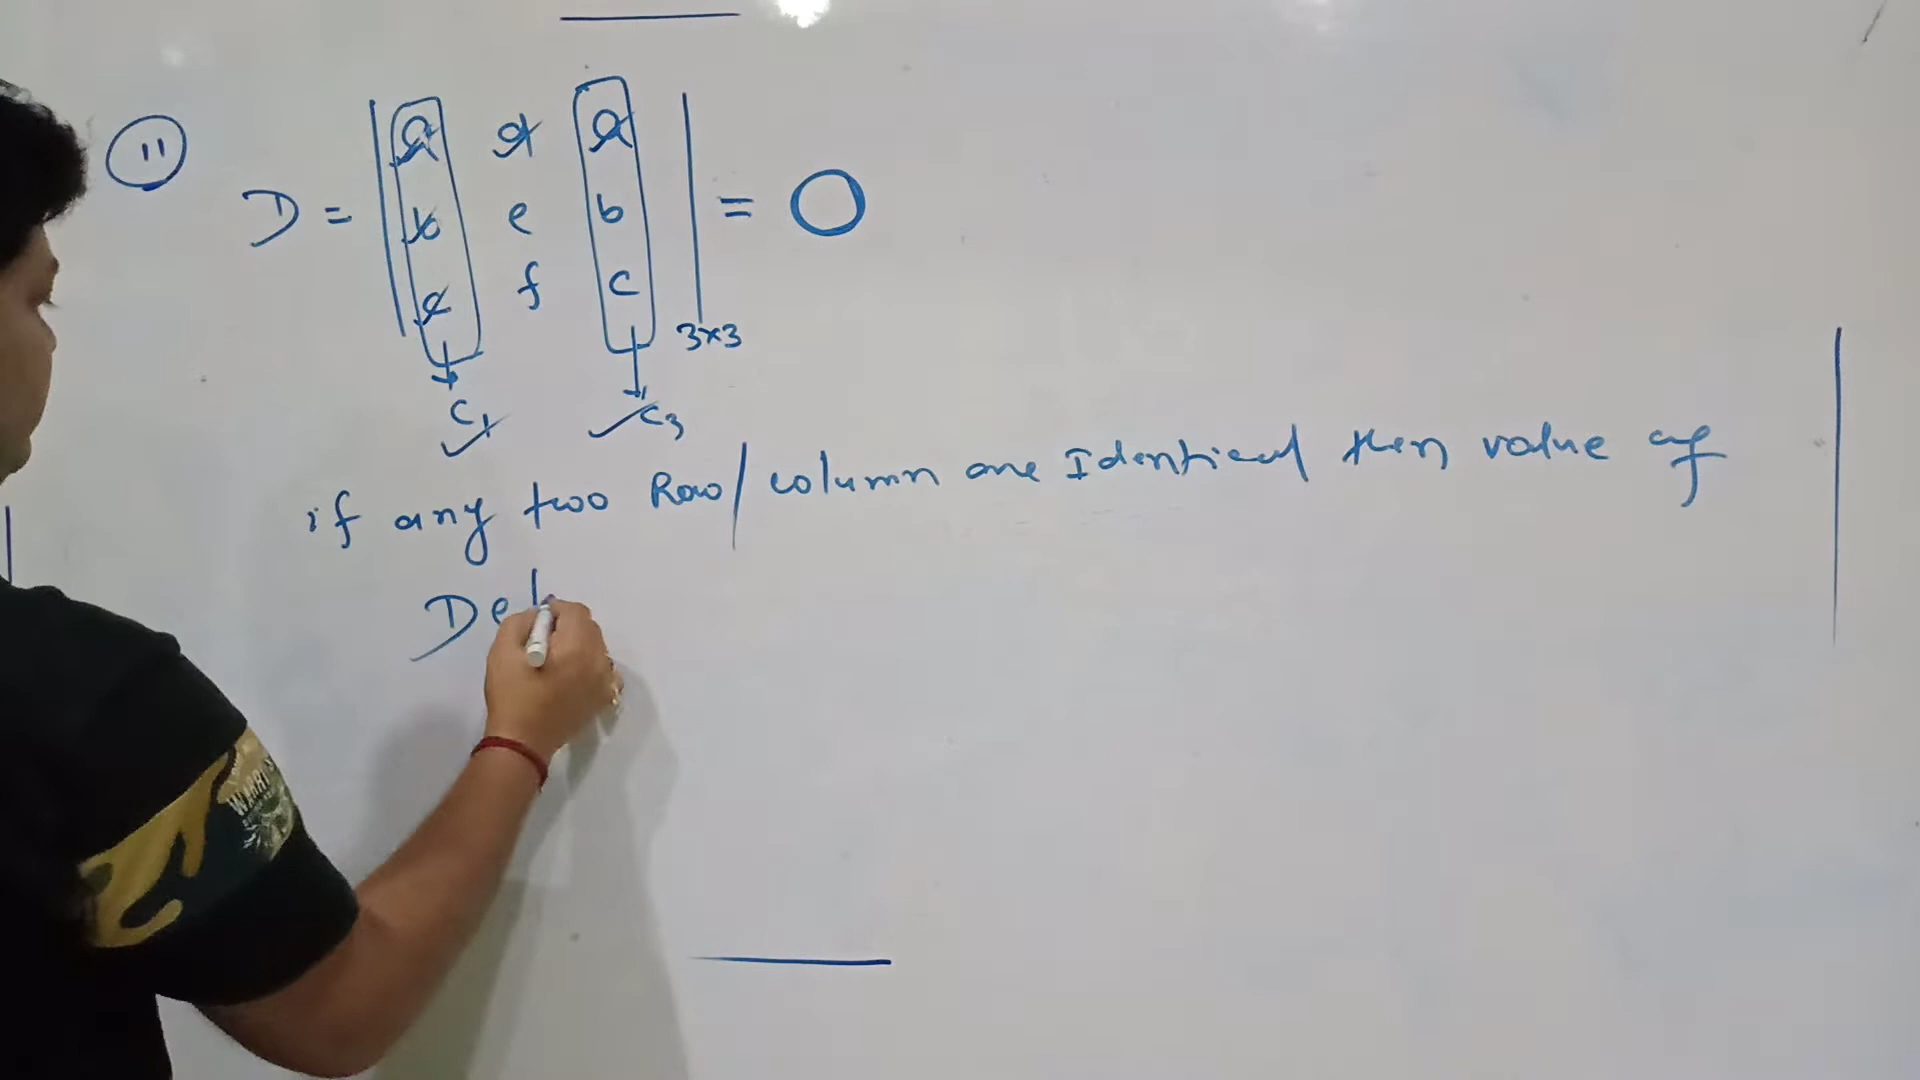 11
D = | a d a | = 0
b e b
c f c
3×3
C1 C3
if any two Row/column are Identical then value of
Det